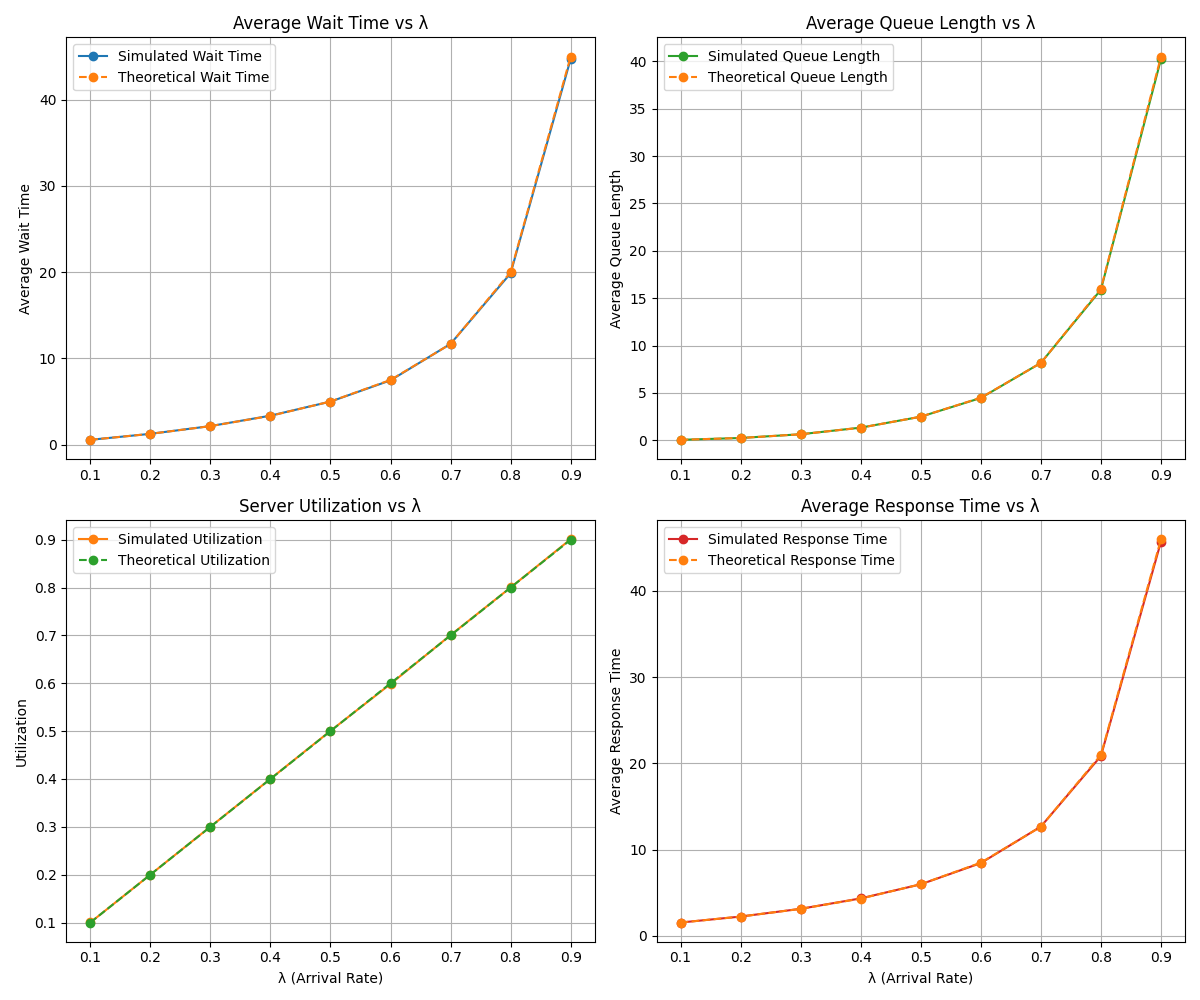 Average Wait Time vs λ
Simulated Wait Time
Theoretical Wait Time
Average Wait Time
40
30
20
10
0
0.1 0.2 0.3 0.4 0.5 0.6 0.7 0.8 0.9
Average Queue Length vs λ
Simulated Queue Length
Theoretical Queue Length
Average Queue Length
40
35
30
25
20
15
10
5
0
0.1 0.2 0.3 0.4 0.5 0.6 0.7 0.8 0.9
Server Utilization vs λ
Simulated Utilization
Theoretical Utilization
Utilization
0.9
0.8
0.7
0.6
0.5
0.4
0.3
0.2
0.1
0.1 0.2 0.3 0.4 0.5 0.6 0.7 0.8 0.9
λ (Arrival Rate)
Average Response Time vs λ
Simulated Response Time
Theoretical Response Time
Average Response Time
40
30
20
10
0
0.1 0.2 0.3 0.4 0.5 0.6 0.7 0.8 0.9
λ (Arrival Rate)